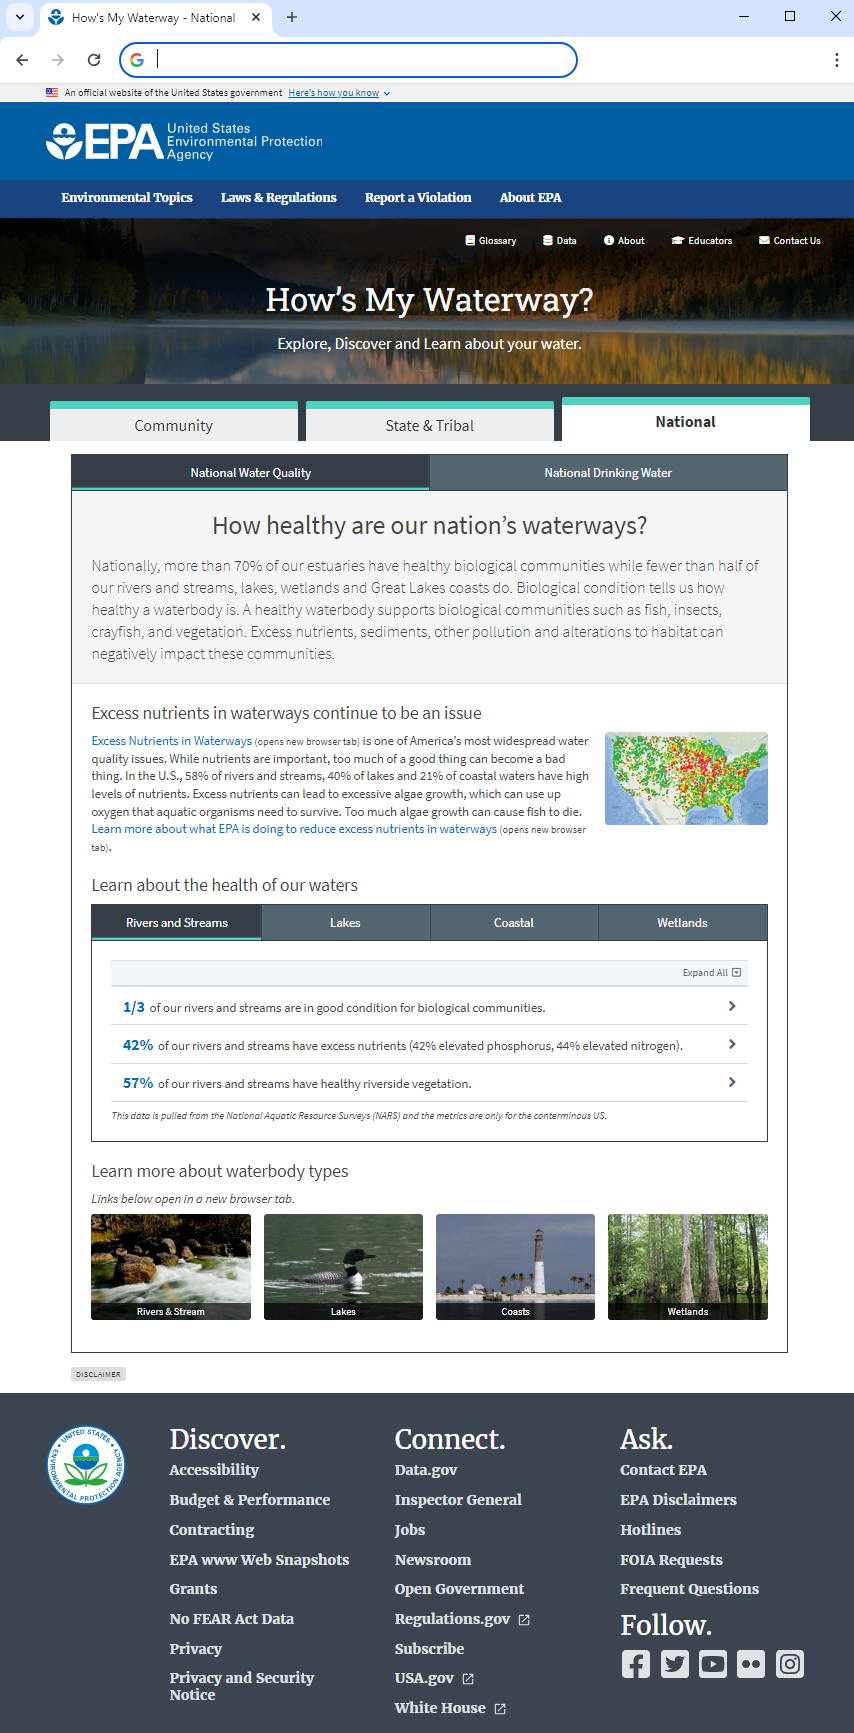 How's My Waterway - National
An official website of the United States government Here's how you know
EPA United States
Environmental Protection
Agency
Environmental Topics Laws & Regulations Report a Violation About EPA
Glossary Data About Educators Contact Us
How's My Waterway?
Explore, Discover and Learn about your water.
Community State & Tribal National
National Water Quality National Drinking Water
How healthy are our nation's waterways?
Nationally, more than 70% of our estuaries have healthy biological communities while fewer than half of
our rivers and streams, lakes, wetlands and Great Lakes coasts do. Biological condition tells us how
healthy a waterbody is. A healthy waterbody supports biological communities such as fish, insects,
crayfish, and vegetation. Excess nutrients, sediments, other pollution and alterations to habitat can
negatively impact these communities.
Excess nutrients in waterways continue to be an issue
Excess Nutrients in Waterways (opens new browser tab) is one of America's most widespread water
quality issues. While nutrients are important, too much of a good thing can become a bad
thing. In the U.S., 58% of rivers and streams, 40% of lakes and 21% of coastal waters have high
levels of nutrients. Excess nutrients can lead to excessive algae growth, which can use up
oxygen that aquatic organisms need to survive. Too much algae growth can cause fish to die.
Learn more about what EPA is doing to reduce excess nutrients in waterways (opens new browser
tab).
Learn about the health of our waters
Rivers and Streams Lakes Coastal Wetlands
Expand All
1/3 of our rivers and streams are in good condition for biological communities.
42% of our rivers and streams have excess nutrients (42% elevated phosphorus, 44% elevated nitrogen).
57% of our rivers and streams have healthy riverside vegetation.
This data is pulled from the National Aquatic Resource Surveys (NARS) and the metrics are only for the conterminous US.
Learn more about waterbody types
Links below open in a new browser tab.
Rivers & Stream Lakes Coasts Wetlands
DISCLAIMER
UNITED STATES
ENVIRONMENTAL PROTECTION AGENCY
Discover.
Accessibility
Budget & Performance
Contracting
EPA www Web Snapshots
Grants
No FEAR Act Data
Privacy
Privacy and Security
Notice
Connect.
Data.gov
Inspector General
Jobs
Newsroom
Open Government
Regulations.gov
Subscribe
USA.gov
White House
Ask.
Contact EPA
EPA Disclaimers
Hotlines
FOIA Requests
Frequent Questions
Follow.